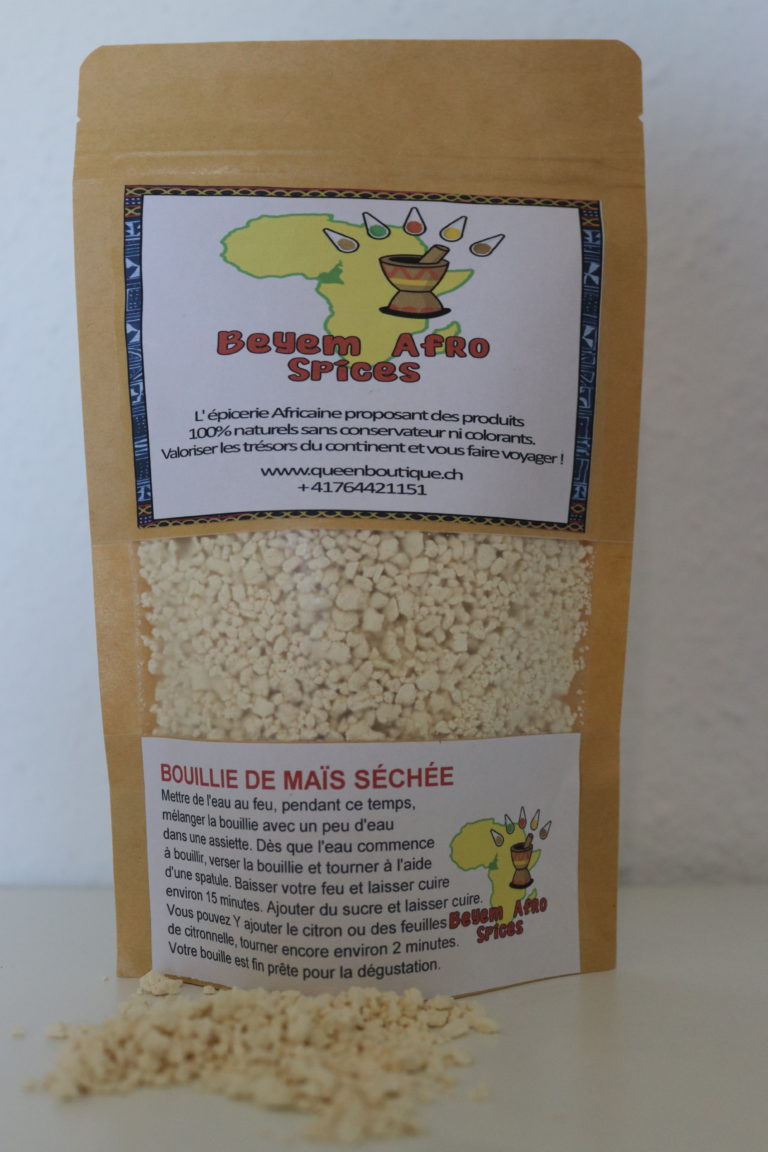 Beyem Afro
Spices
L'épicerie Africaine proposant des produits
100% naturels sans conservateur ni colorants.
Valoriser les trésors du continent et vous faire voyager !
www.queenboutique.ch
+41764421151
BOUILLIE DE MAÏS SÉCHÉE
Mettre de l'eau au feu, pendant ce temps,
mélanger la bouillie avec un peu d'eau
dans une assiette. Dès que l'eau commence
à bouillir, verser la bouillie et tourner à l'aide
d'une spatule. Baisser votre feu et laisser cuire
environ 15 minutes. Ajouter du sucre et laisser cuire.
Vous pouvez Y ajouter le citron ou des feuilles
de citronnelle, tourner encore environ 2 minutes.
Votre bouille est fin prête pour la dégustation.
Beyem Afro
Spices